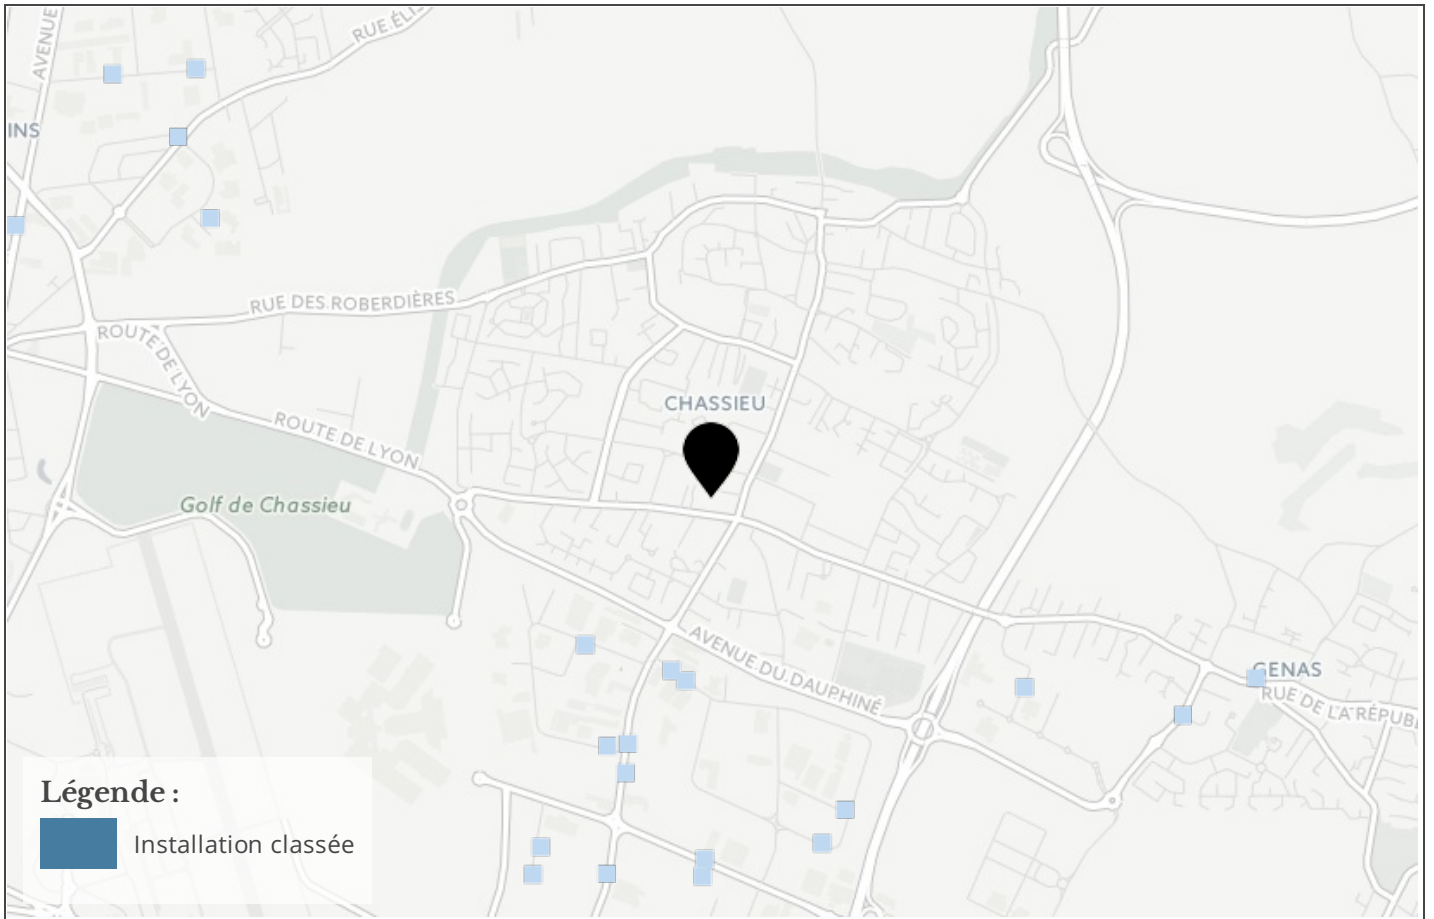 AVENUE
RUE ÉLIS
INS
RUE DES ROBERDIÈRES
ROUTE DE LYON
ROUTE DE LYON
CHASSIEU
Golf de Chassieu
AVENUE DU DAUPHINÉ
GENAS
RUE DE LA RÉPUB
Légende :
Installation classée